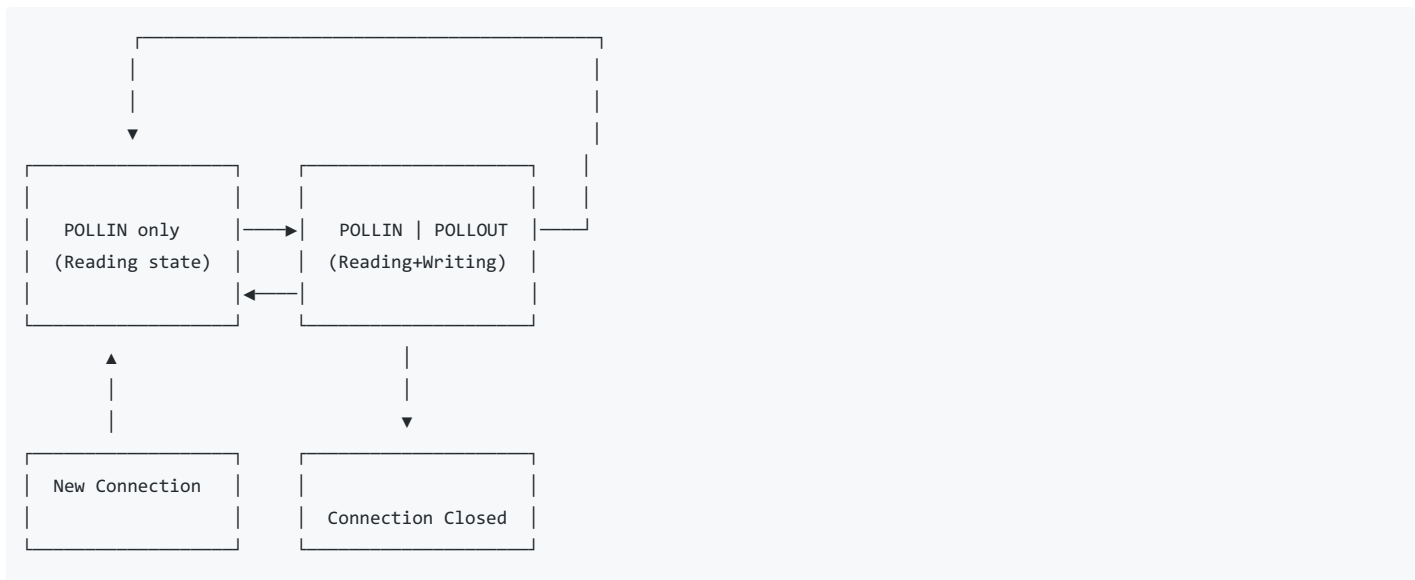 POLLIN only
(Reading state)
POLLIN | POLLOUT
(Reading+Writing)
New Connection
Connection Closed